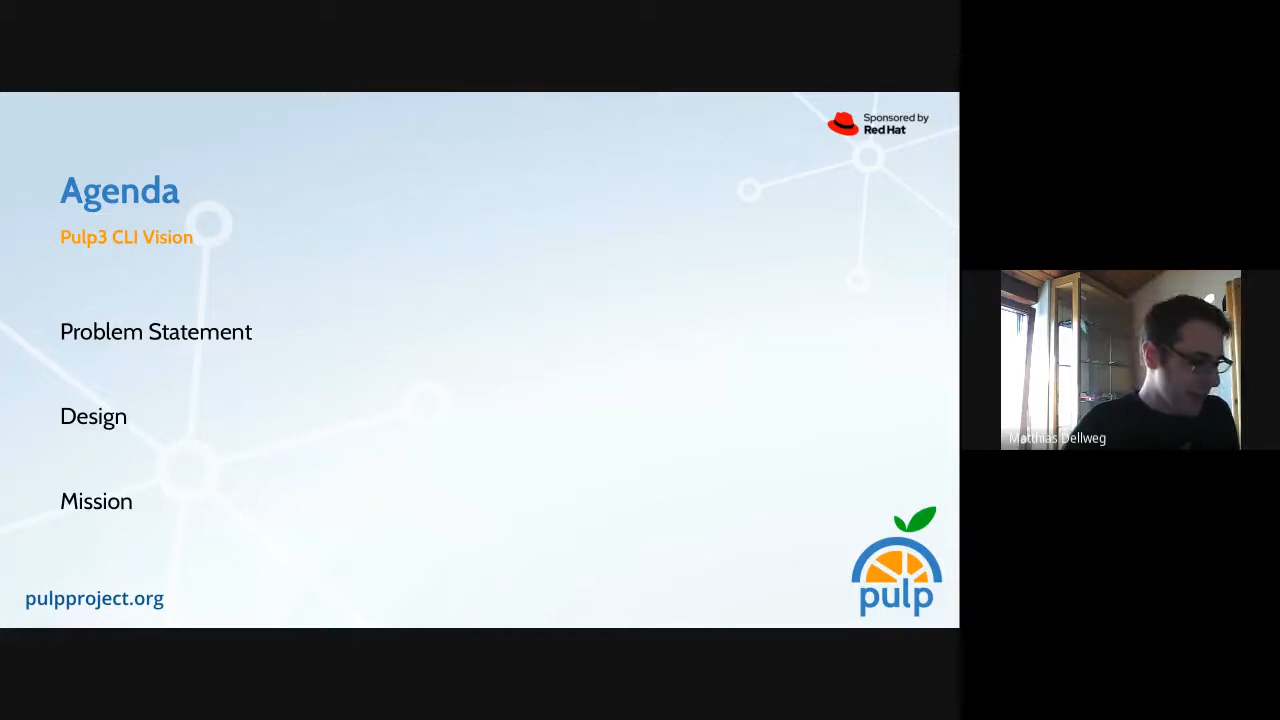 Sponsored by
Red Hat
Agenda
Pulp3 CLI Vision
Problem Statement
Design
Mission
pulpproject.org
pulp
Matthias Dellweg